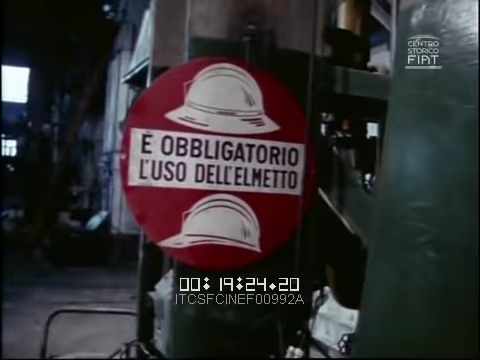 CENTRO
STORICO
FIAT
È OBBLIGATORIO
L'USO DELL'ELMETTO
00: 19:24.20
ITCSFCINEF00992A